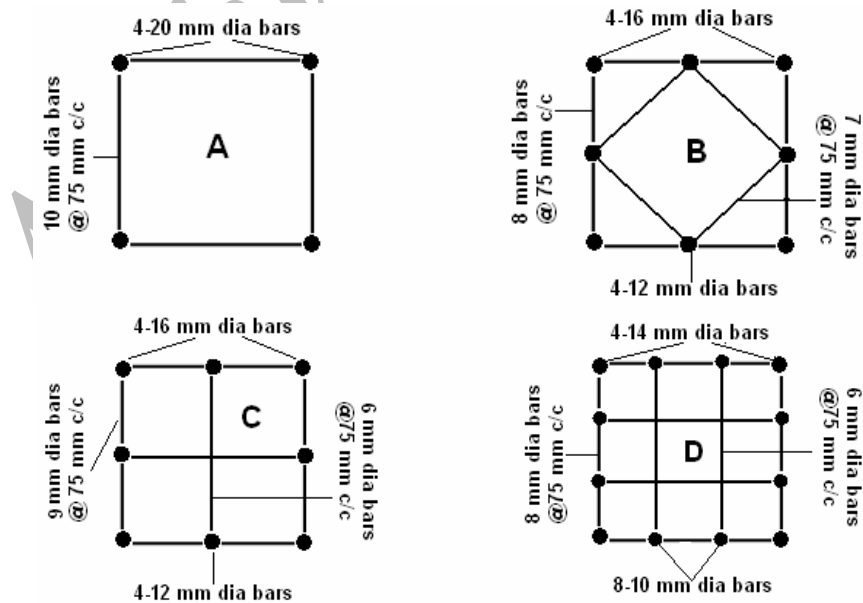 4-20 mm dia bars
10 mm dia bars
@ 75 mm c/c
A
4-16 mm dia bars
8 mm dia bars
@ 75 mm c/c
B
7 mm dia bars
@ 75 mm c/c
4-12 mm dia bars
4-16 mm dia bars
9 mm dia bars
@ 75 mm c/c
C
6 mm dia bars
@75 mm c/c
4-12 mm dia bars
4-14 mm dia bars
8 mm dia bars
@75 mm c/c
D
6 mm dia bars
@75 mm c/c
8-10 mm dia bars